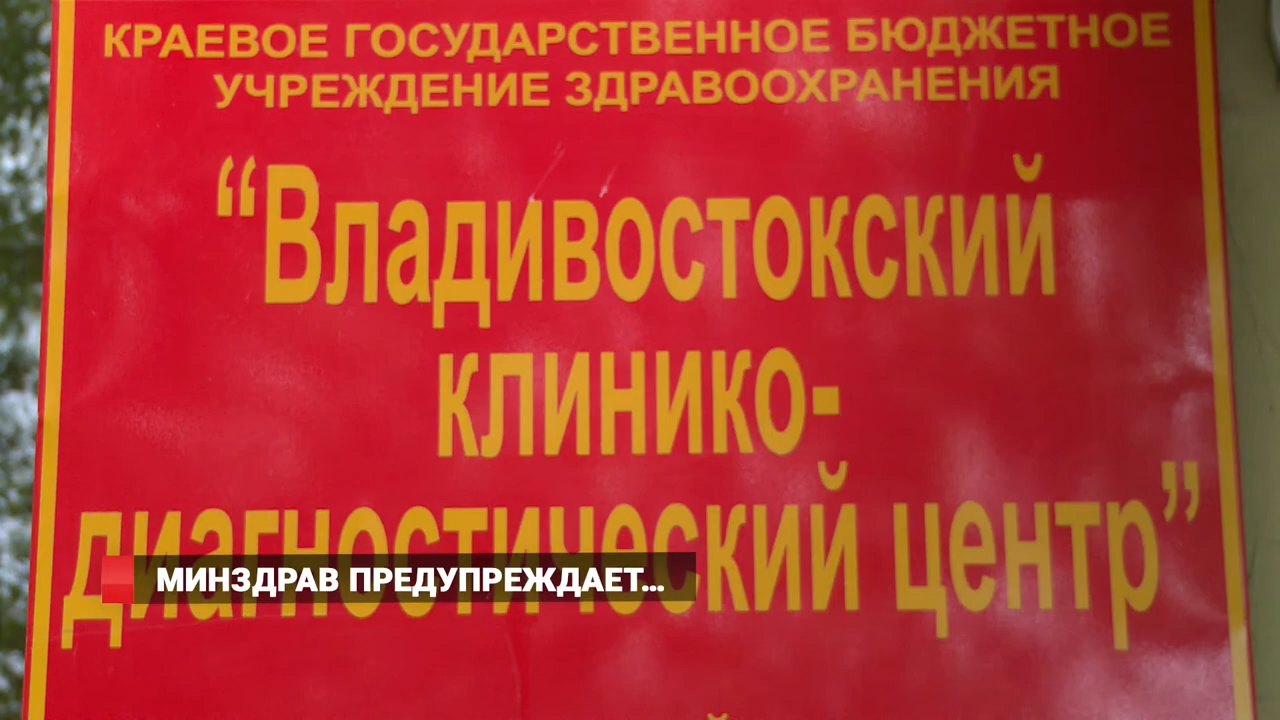 КРАЕВОЕ ГОСУДАРСТВЕННОЕ БЮДЖЕТНОЕ
УЧРЕЖДЕНИЕ ЗДРАВООХРАНЕНИЯ
“Владивостокский
клинико-
диагностический центр”
МИНЗДРАВ ПРЕДУПРЕЖДАЕТ...